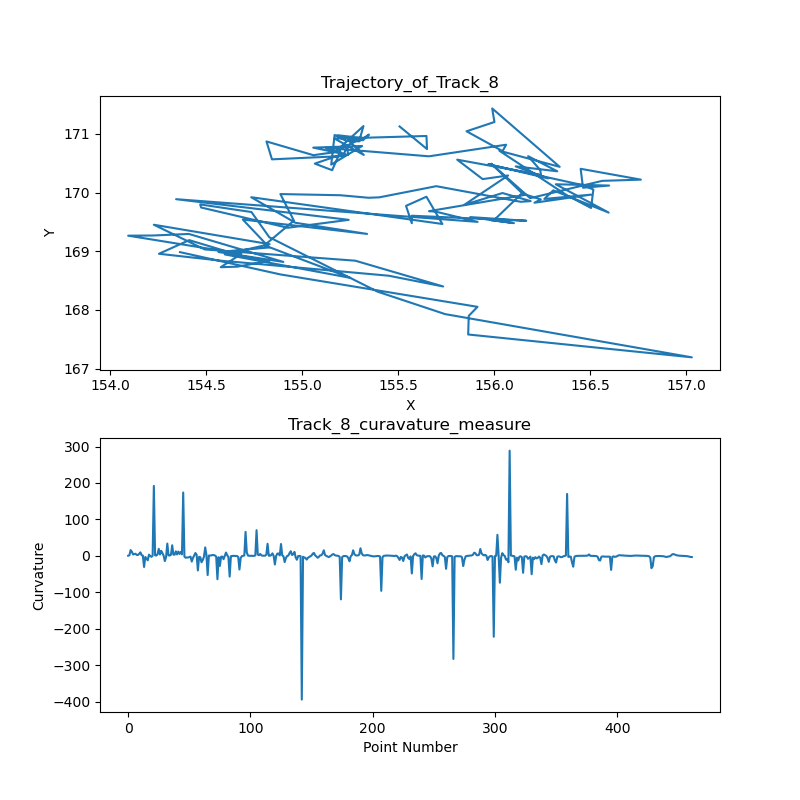 Trajectory_of_Track_8
171
170
169
168
167
Y
154.0 154.5 155.0 155.5 156.0 156.5 157.0
X
Track_8_curavature_measure
300
200
100
0
−100
−200
−300
−400
Curvature
0 100 200 300 400
Point Number